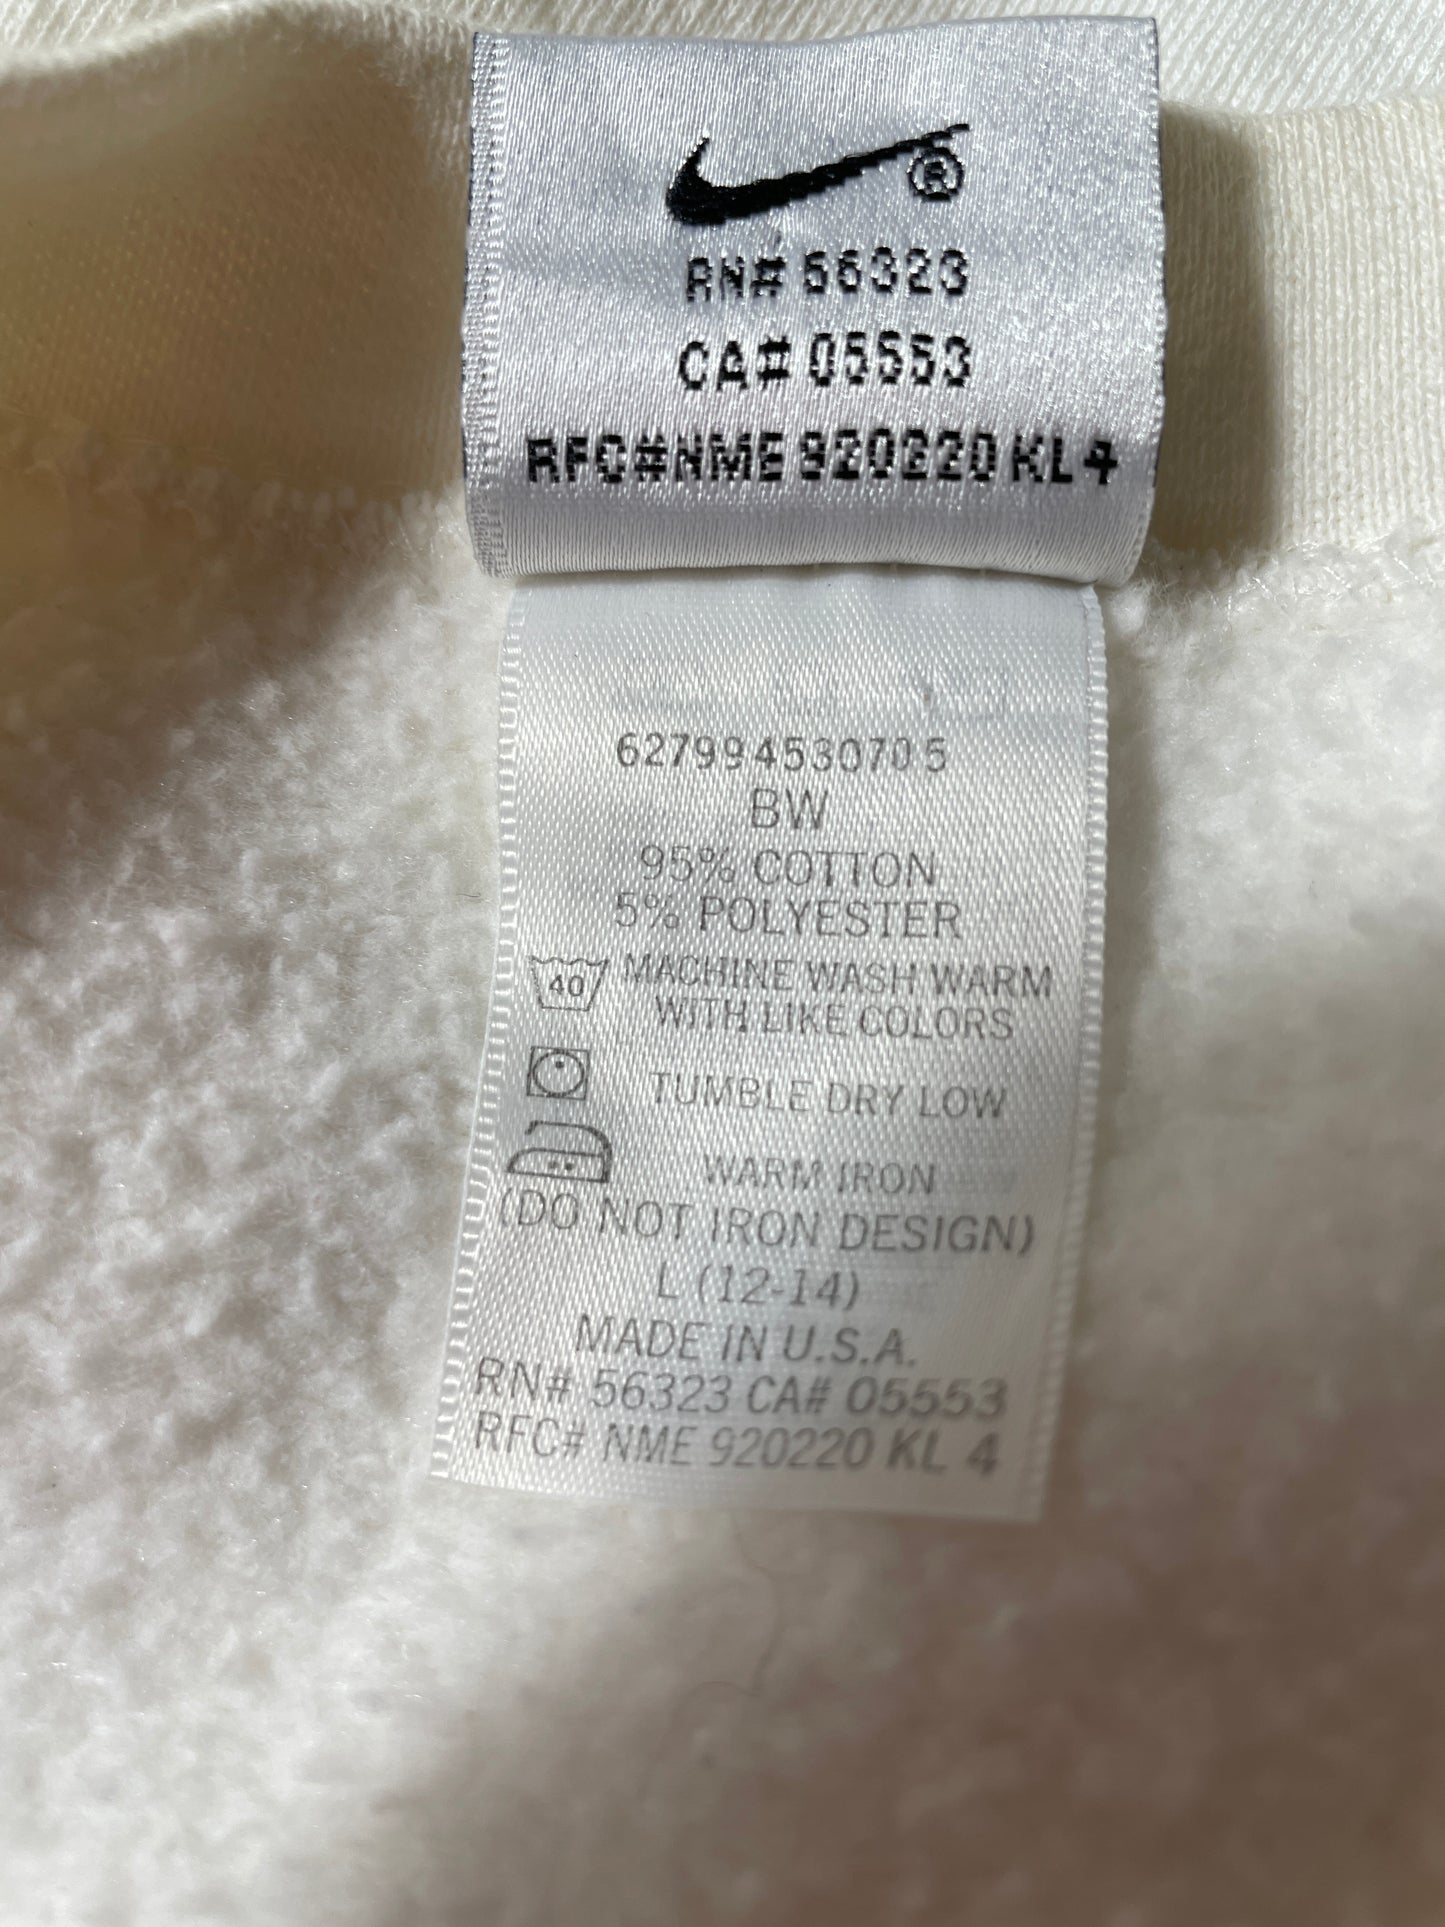 ®
RN# 56323
CA# 05553
RFC#NME 920220 KL 4
627994530705
BW
95% COTTON
5% POLYESTER
40 MACHINE WASH WARM
WITH LIKE COLORS
TUMBLE DRY LOW
WARM IRON
(DO NOT IRON DESIGN)
L (12-14)
MADE IN U.S.A.
RN# 56323 CA# 05553
RFC# NME 920220 KL 4